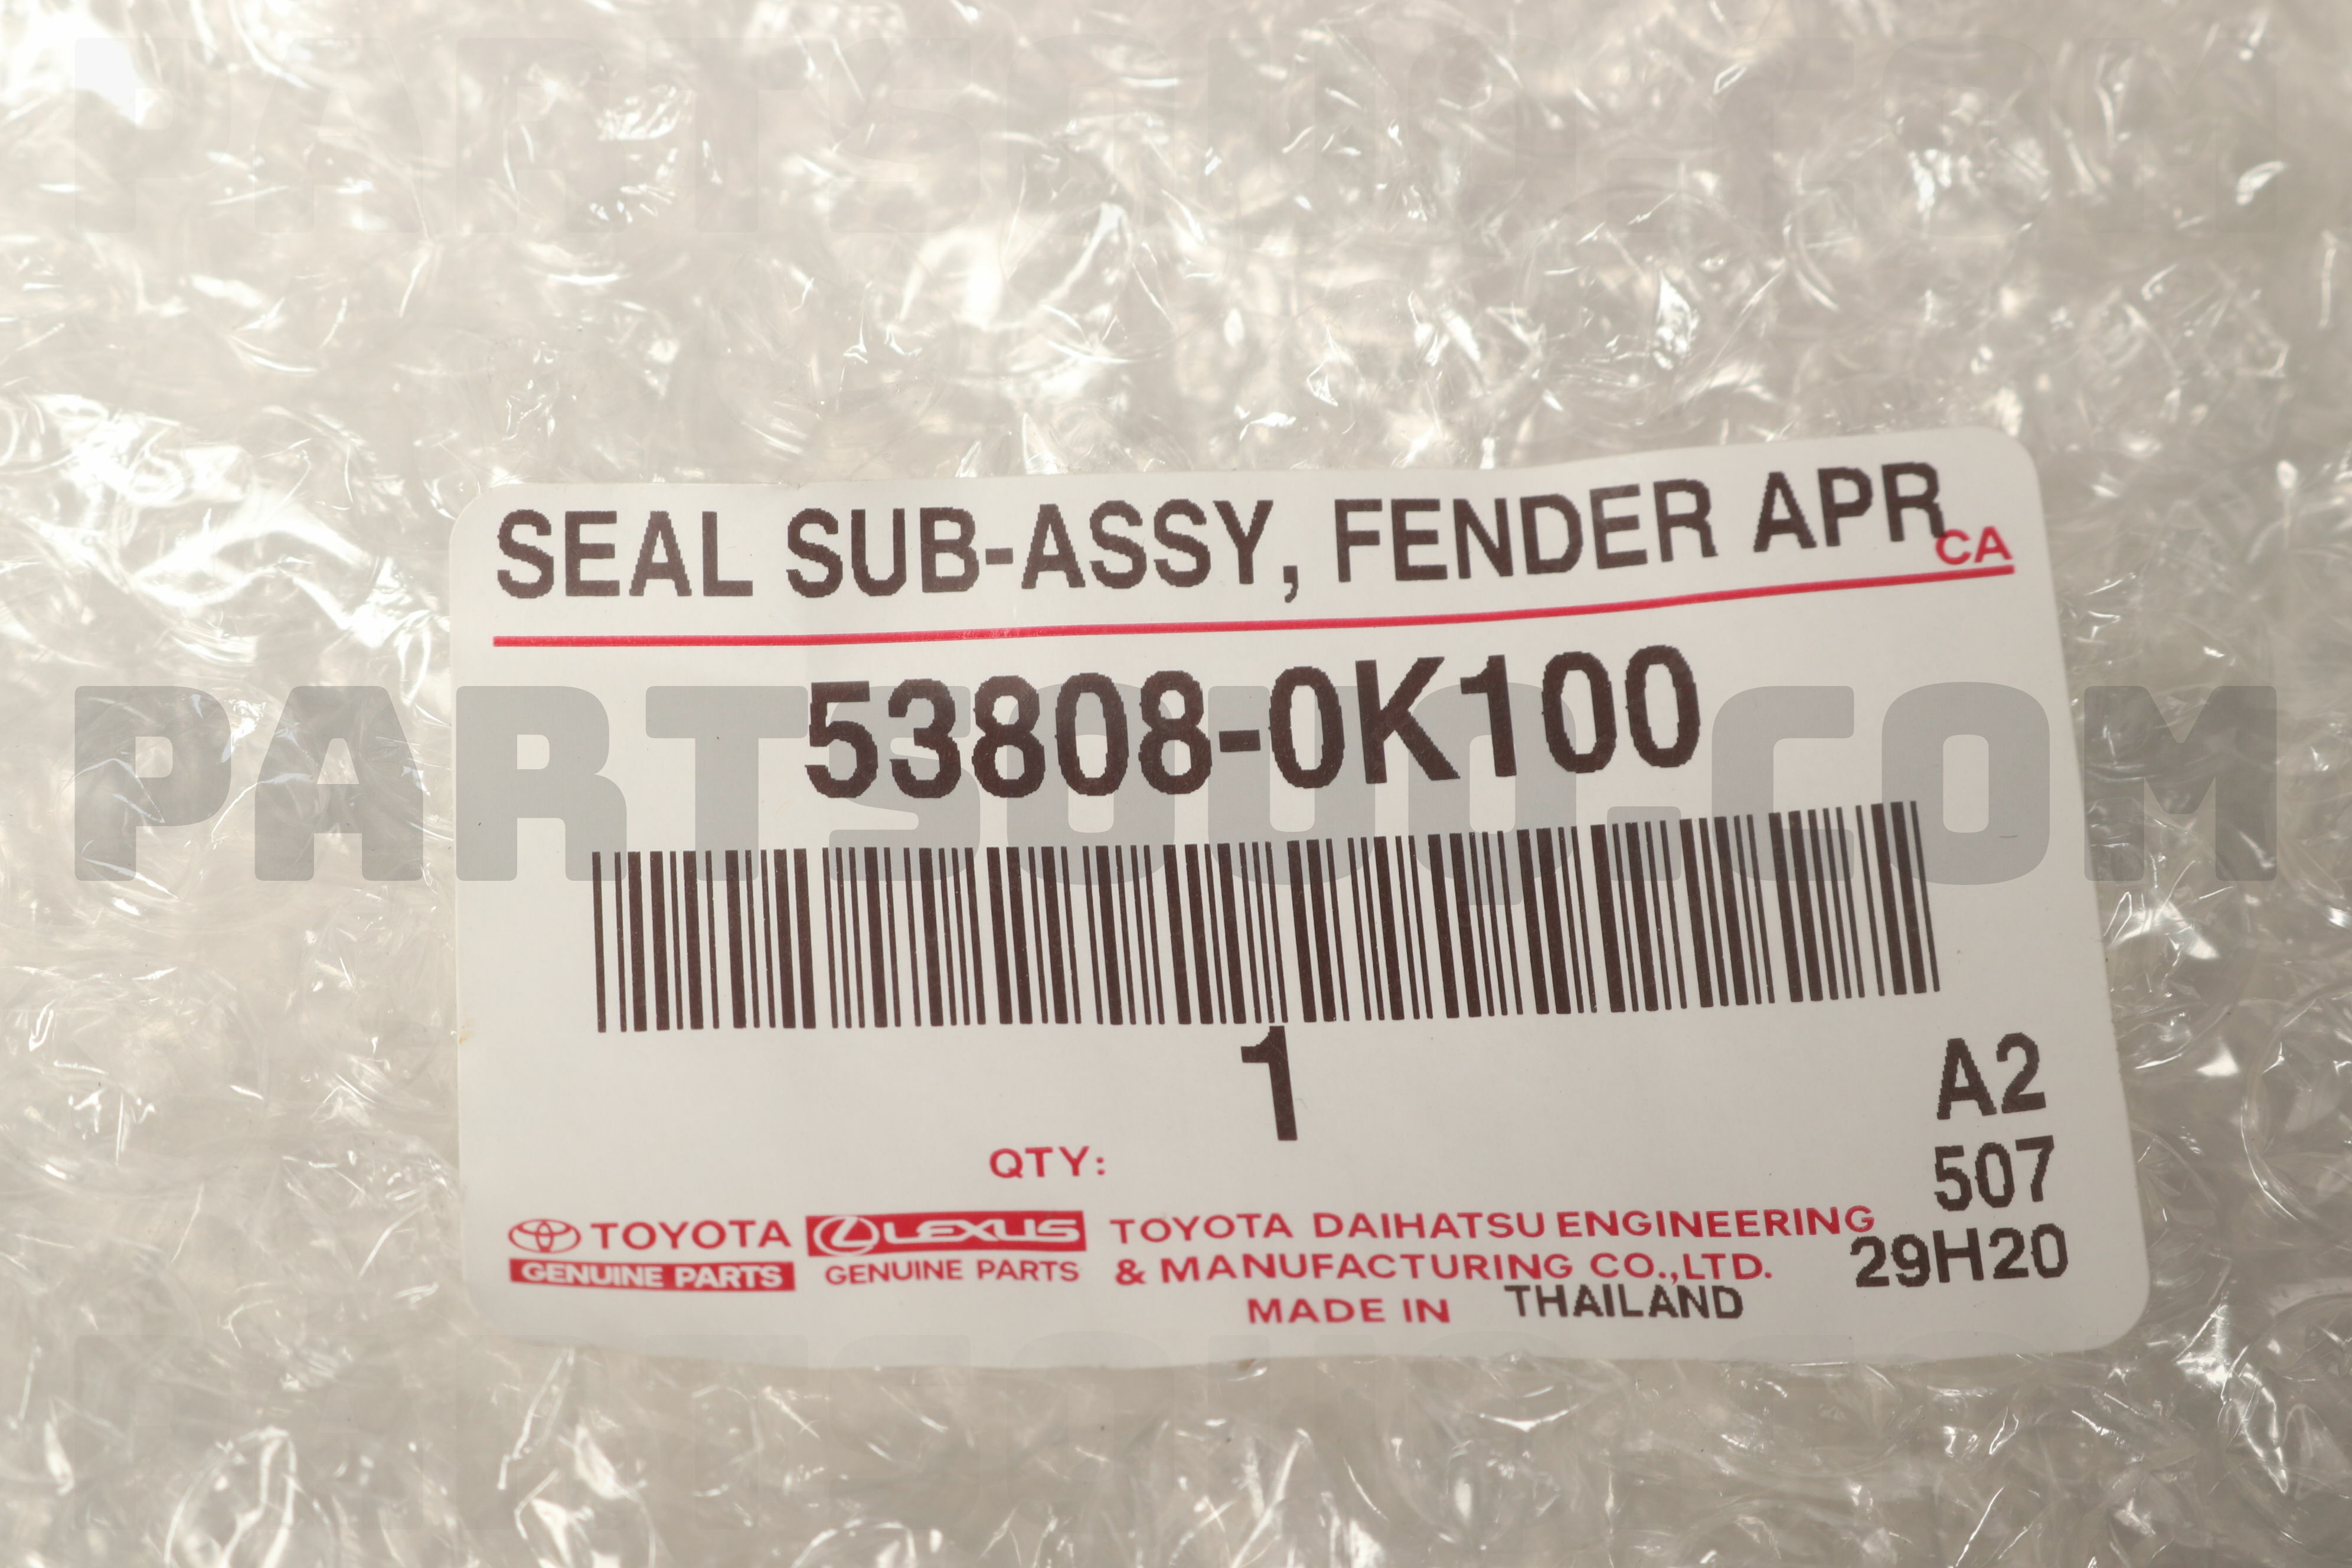 SEAL SUB-ASSY, FENDER APR
CA
53808-0K100
PARTSOUQ.COM
1
A2
QTY:
507
TOYOTA
GENUINE PARTS
LEXUS
GENUINE PARTS
TOYOTA DAIHATSU ENGINEERING
& MANUFACTURING CO.,LTD.
29H20
MADE IN THAILAND